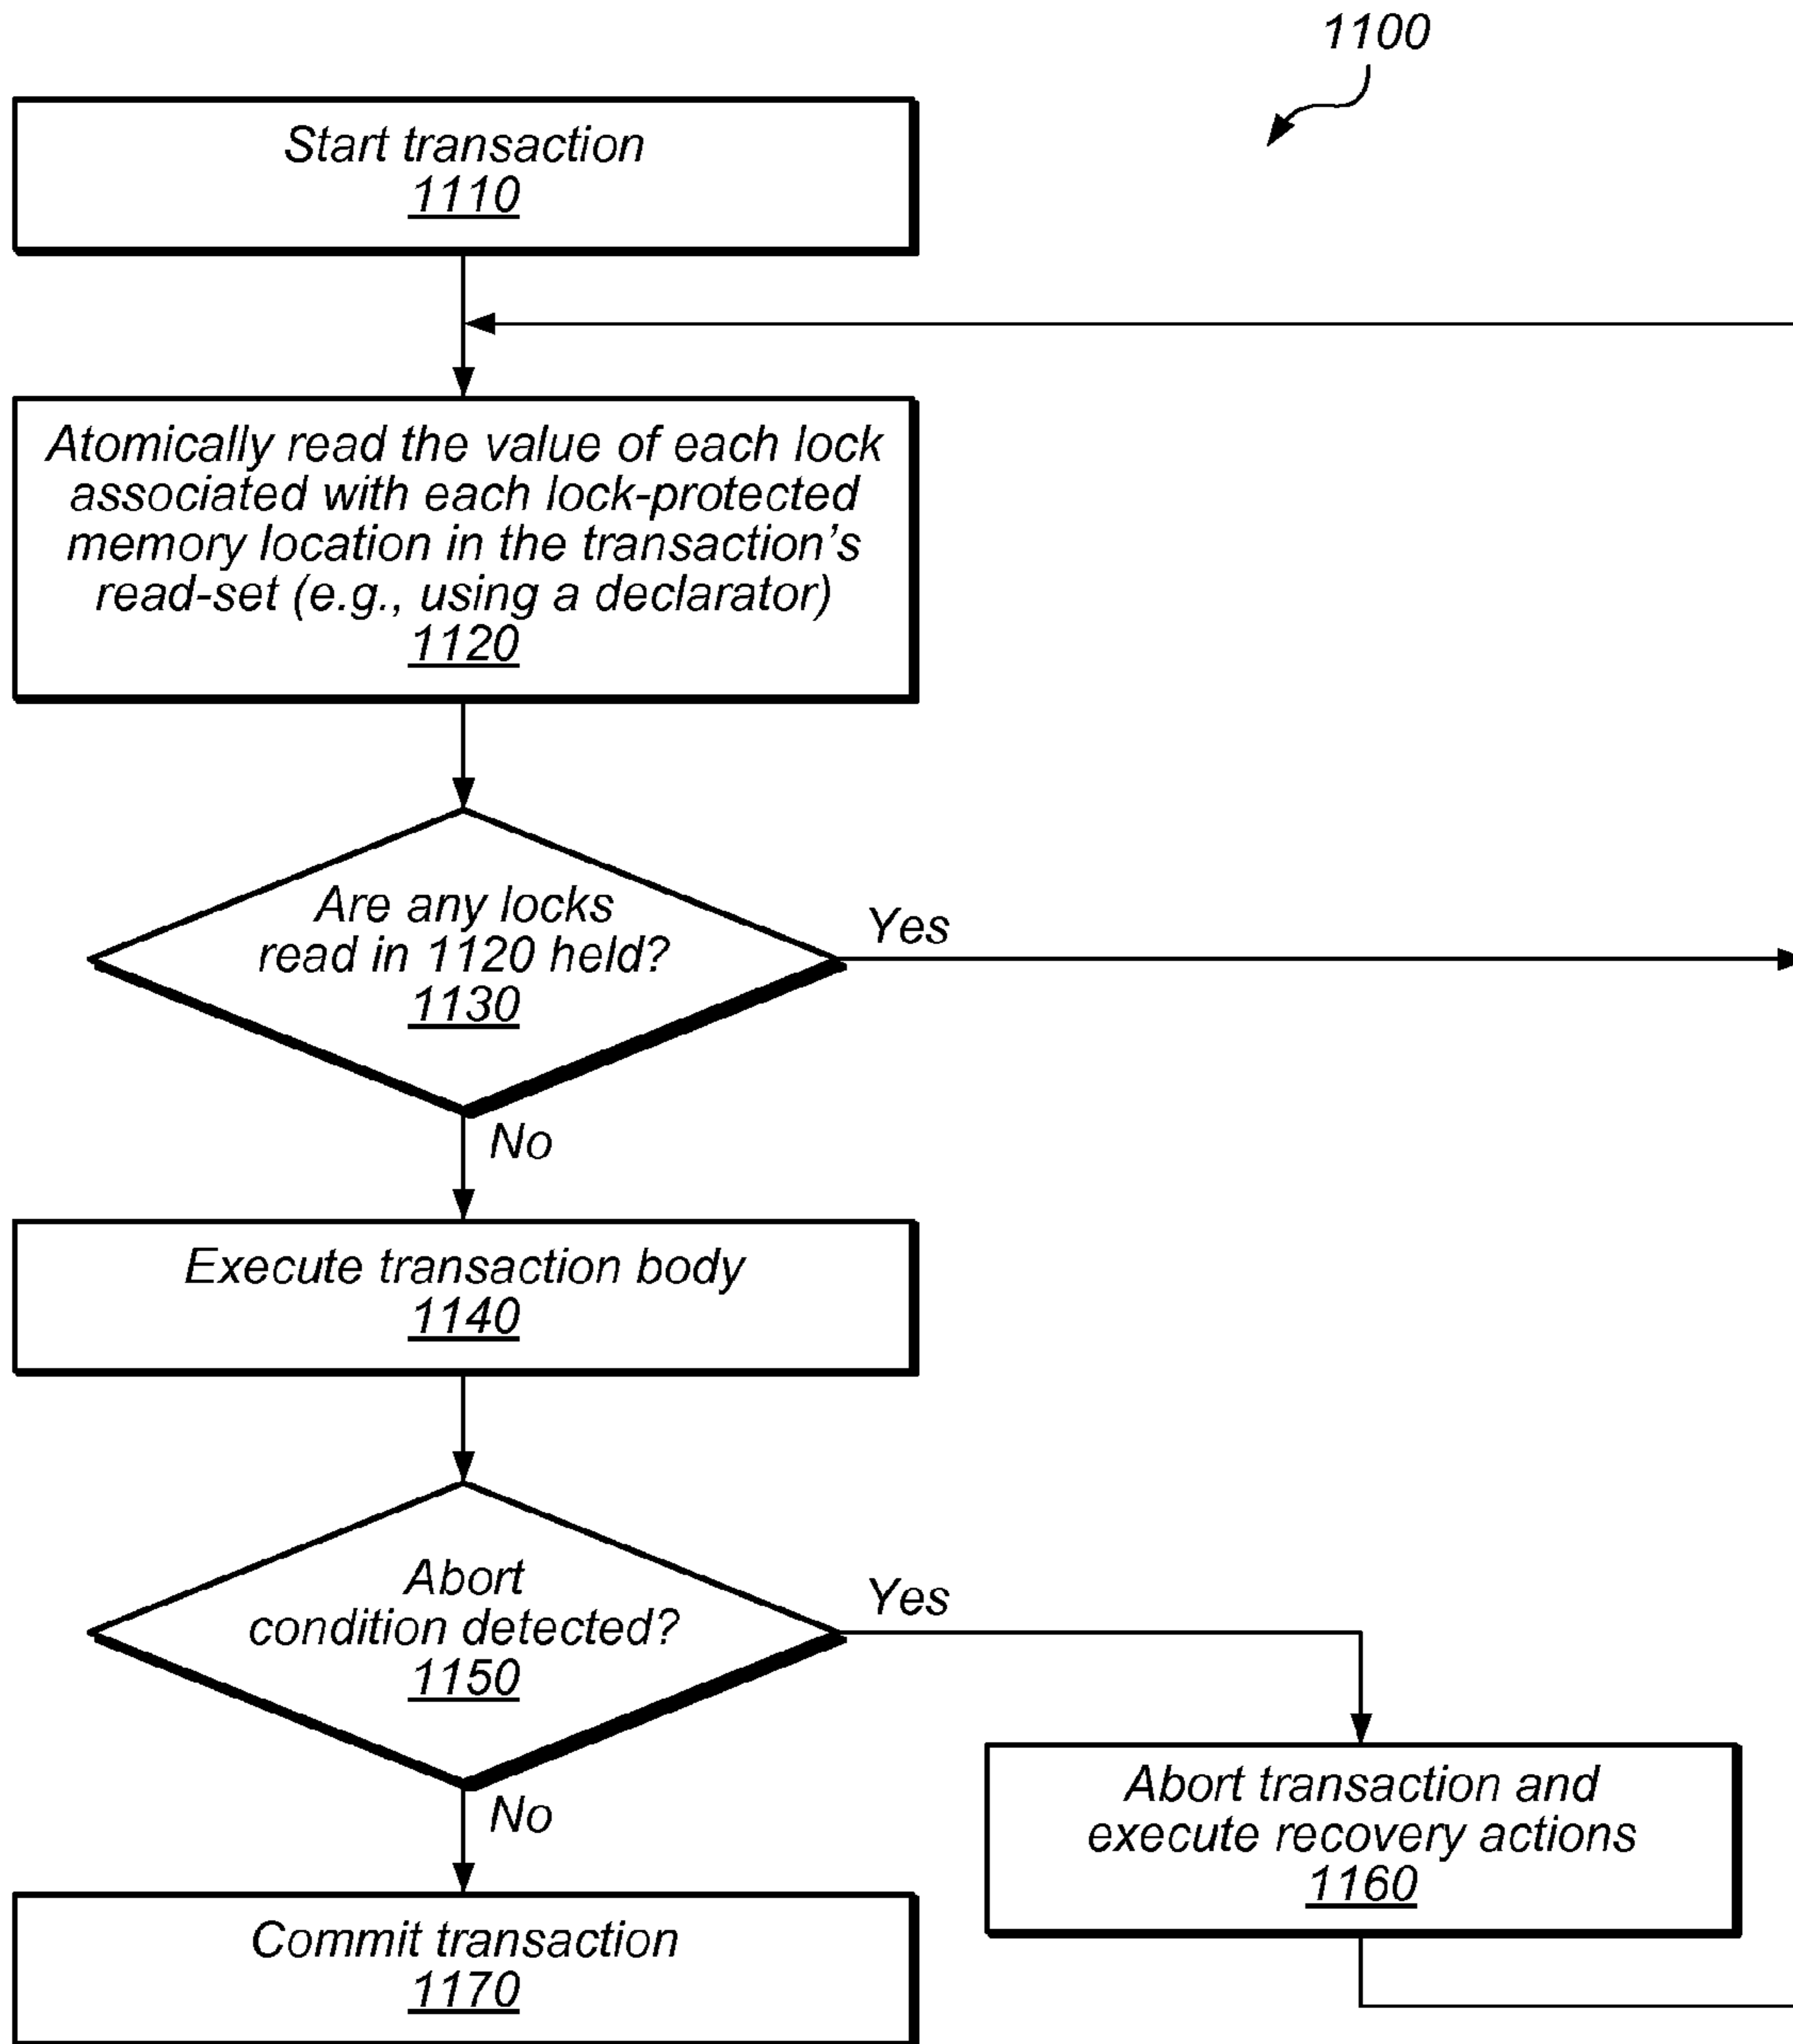 1100
Start transaction
1110
Atomically read the value of each lock
associated with each lock-protected
memory location in the transaction's
read-set (e.g., using a declarator)
1120
Are any locks
read in 1120 held?
1130
Yes
No
Execute transaction body
1140
Abort
condition detected?
1150
Yes
No
Abort transaction and
execute recovery actions
1160
Commit transaction
1170